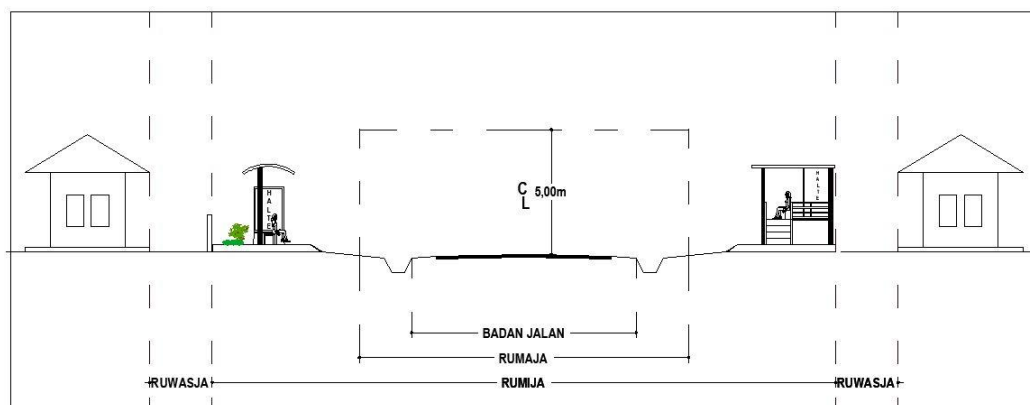 HALTE
C
L
5,00m
HALTE
BADAN JALAN
RUMAJA
RUWASJA
RUMIJA
RUWASJA